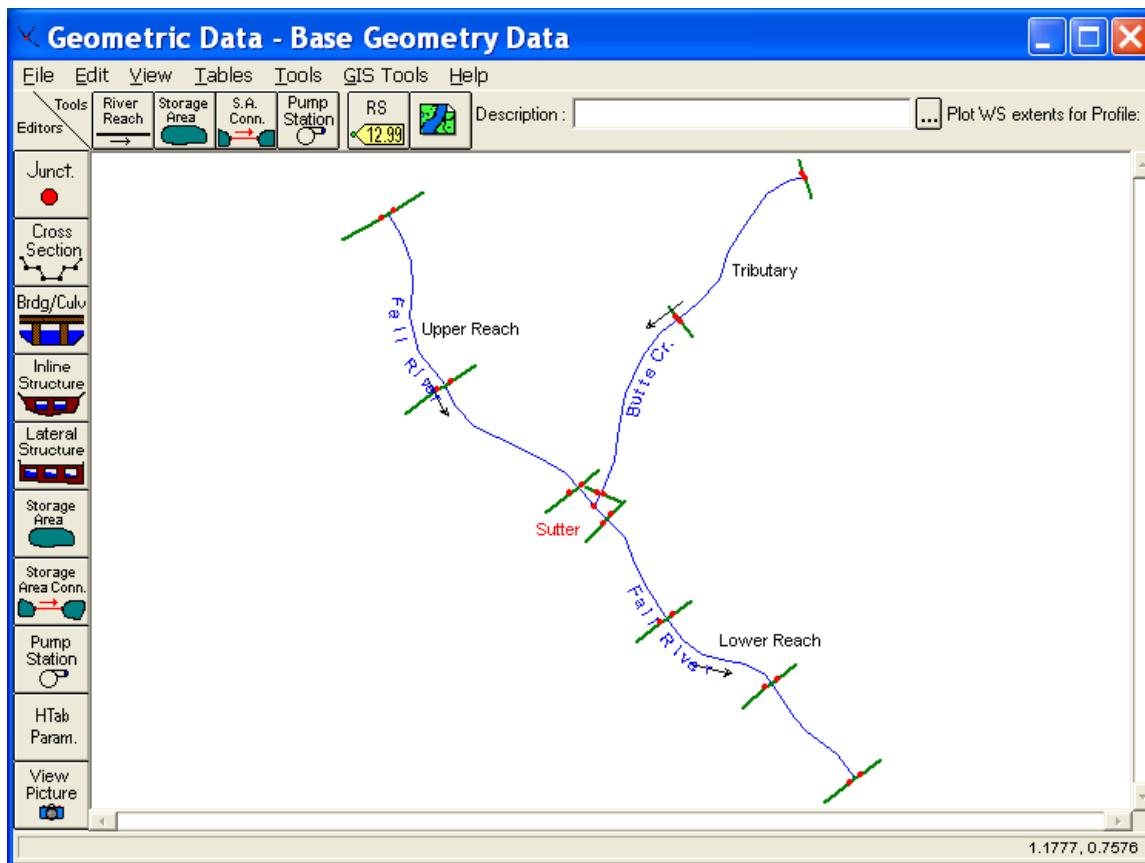 Geometric Data - Base Geometry Data
File Edit View Tables Tools GIS Tools Help
Tools
Editors
River
Reach
Storage
Area
S.A.
Conn.
Pump
Station
RS
12.99
Description :
... Plot WS extents for Profile:
Junct.
Cross
Section
Brdg/Culv
Inline
Structure
Lateral
Structure
Storage
Area
Storage
Area Conn.
Pump
Station
HTab
Param.
View
Picture
Tributary
Fall River
Upper Reach
Butte Cr.
Sutter
Fall River
Lower Reach
1.1777, 0.7576